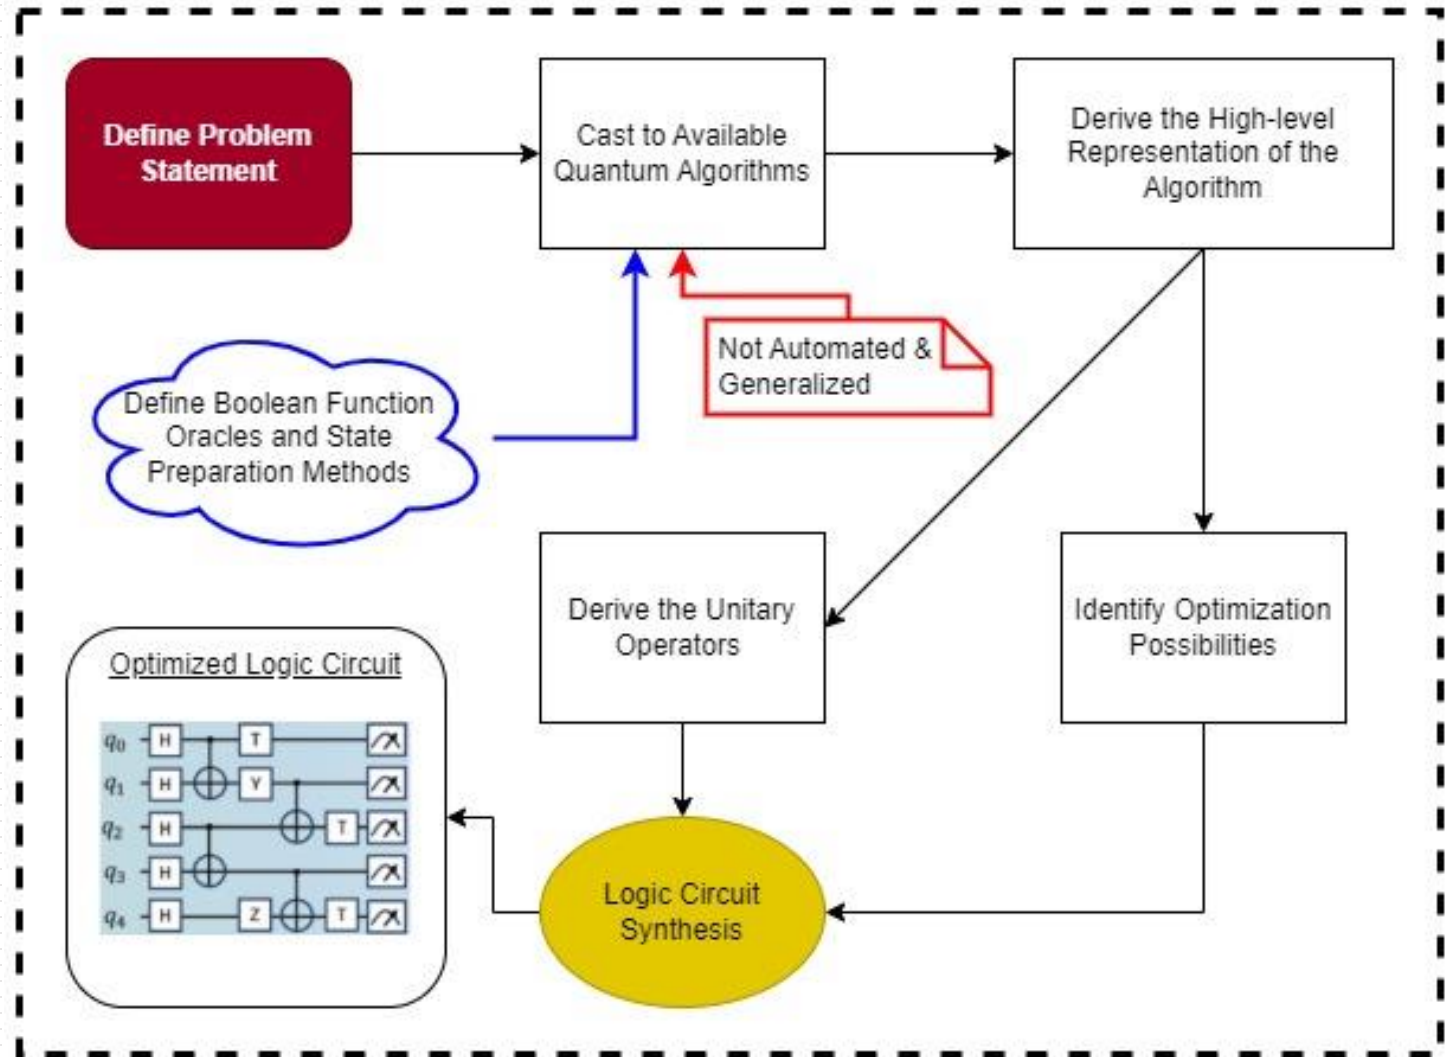 Define Problem
Statement
Cast to Available
Quantum Algorithms
Derive the High-level
Representation of the
Algorithm
Not Automated &
Generalized
Define Boolean Function
Oracles and State
Preparation Methods
Derive the Unitary
Operators
Identify Optimization
Possibilities
Optimized Logic Circuit
q₀ H T
q₁ H Y
q₂ H T
q₃ H
q₄ H Z T
Logic Circuit
Synthesis